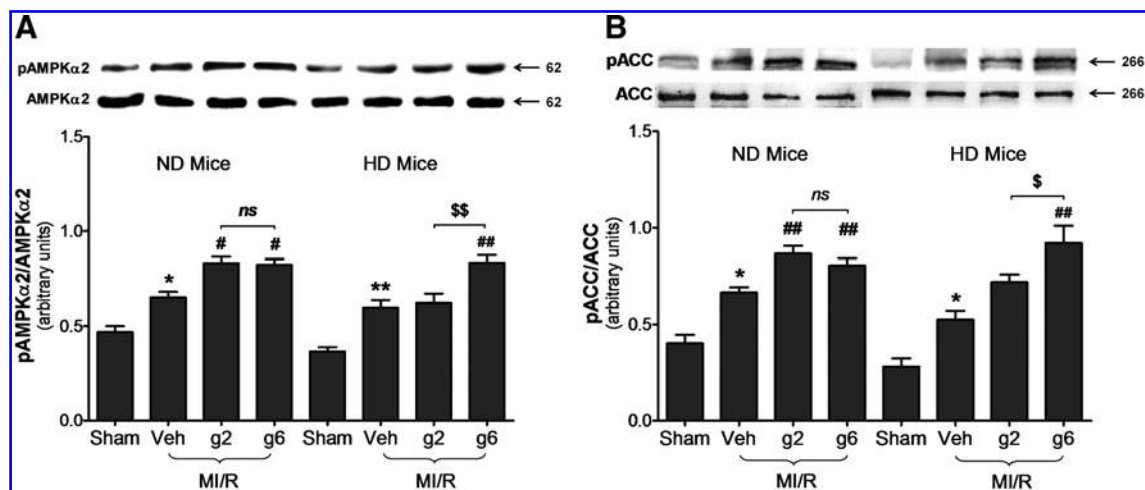 A
pAMPKα2
← 62
AMPKα2
← 62
pAMPKα2/AMPKα2
(arbitrary units)
1.5
1.0
0.5
0.0
ND Mice
HD Mice
*
#
ns
#
**
$$
##
Sham Veh g2 g6 Sham Veh g2 g6
MI/R MI/R
B
pACC
← 266
ACC
← 266
pACC/ACC
(arbitrary units)
1.5
1.0
0.5
0.0
ND Mice
HD Mice
*
##
ns
##
*
$
##
Sham Veh g2 g6 Sham Veh g2 g6
MI/R MI/R